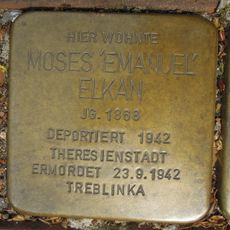 HIER WOHNTE
MOSES 'EMANUEL'
ELKAN
JG. 1868
DEPORTIERT 1942
THERESIENSTADT
ERMORDET 23.9.1942
TREBLINKA